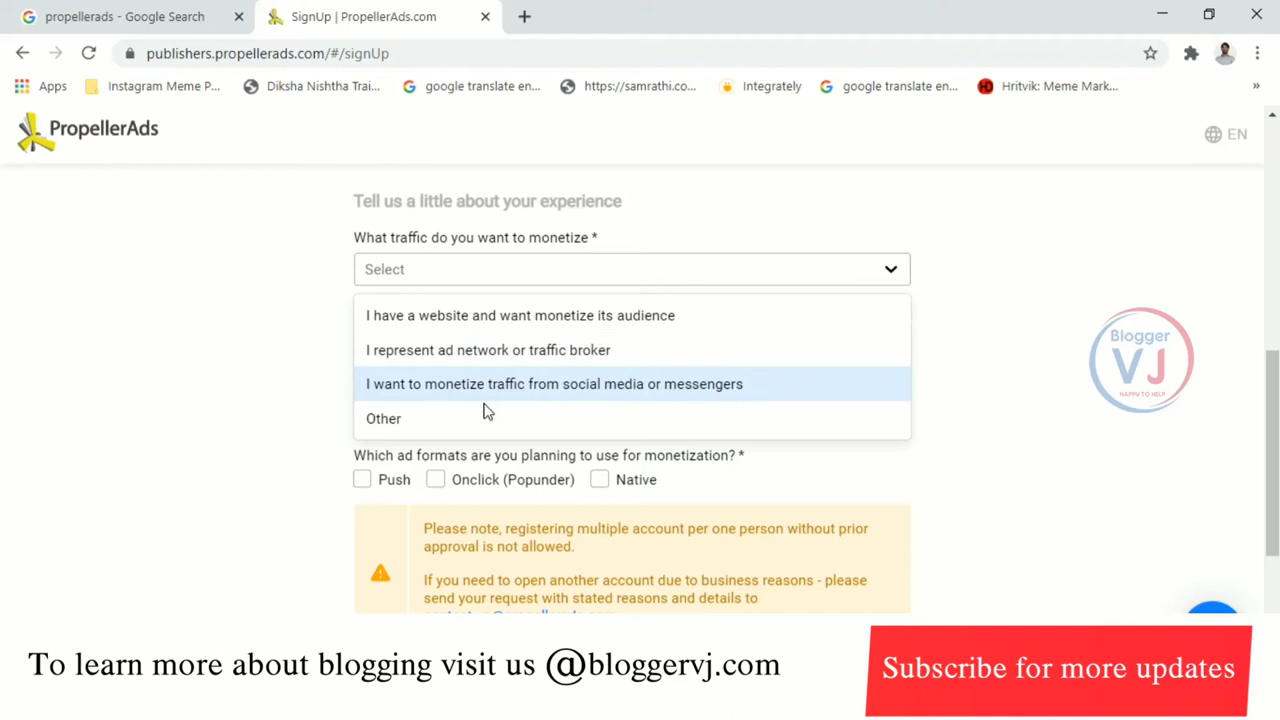 propellerads - Google Search
SignUp | PropellerAds.com
publishers.propellerads.com/#/signUp
Apps
Instagram Meme P...
Diksha Nishtha Trai...
google translate en...
https://samrathi.co...
Integrately
google translate en...
Hritvik: Meme Mark...
»
PropellerAds
EN
Tell us a little about your experience
What traffic do you want to monetize *
Select
I have a website and want monetize its audience
I represent ad network or traffic broker
I want to monetize traffic from social media or messengers
Other
Blogger
VJ
HAPPY TO HELP
Which ad formats are you planning to use for monetization? *
Push Onclick (Popunder) Native
Please note, registering multiple account per one person without prior
approval is not allowed.
If you need to open another account due to business reasons - please
send your request with stated reasons and details to
To learn more about blogging visit us @bloggervj.com
Subscribe for more updates